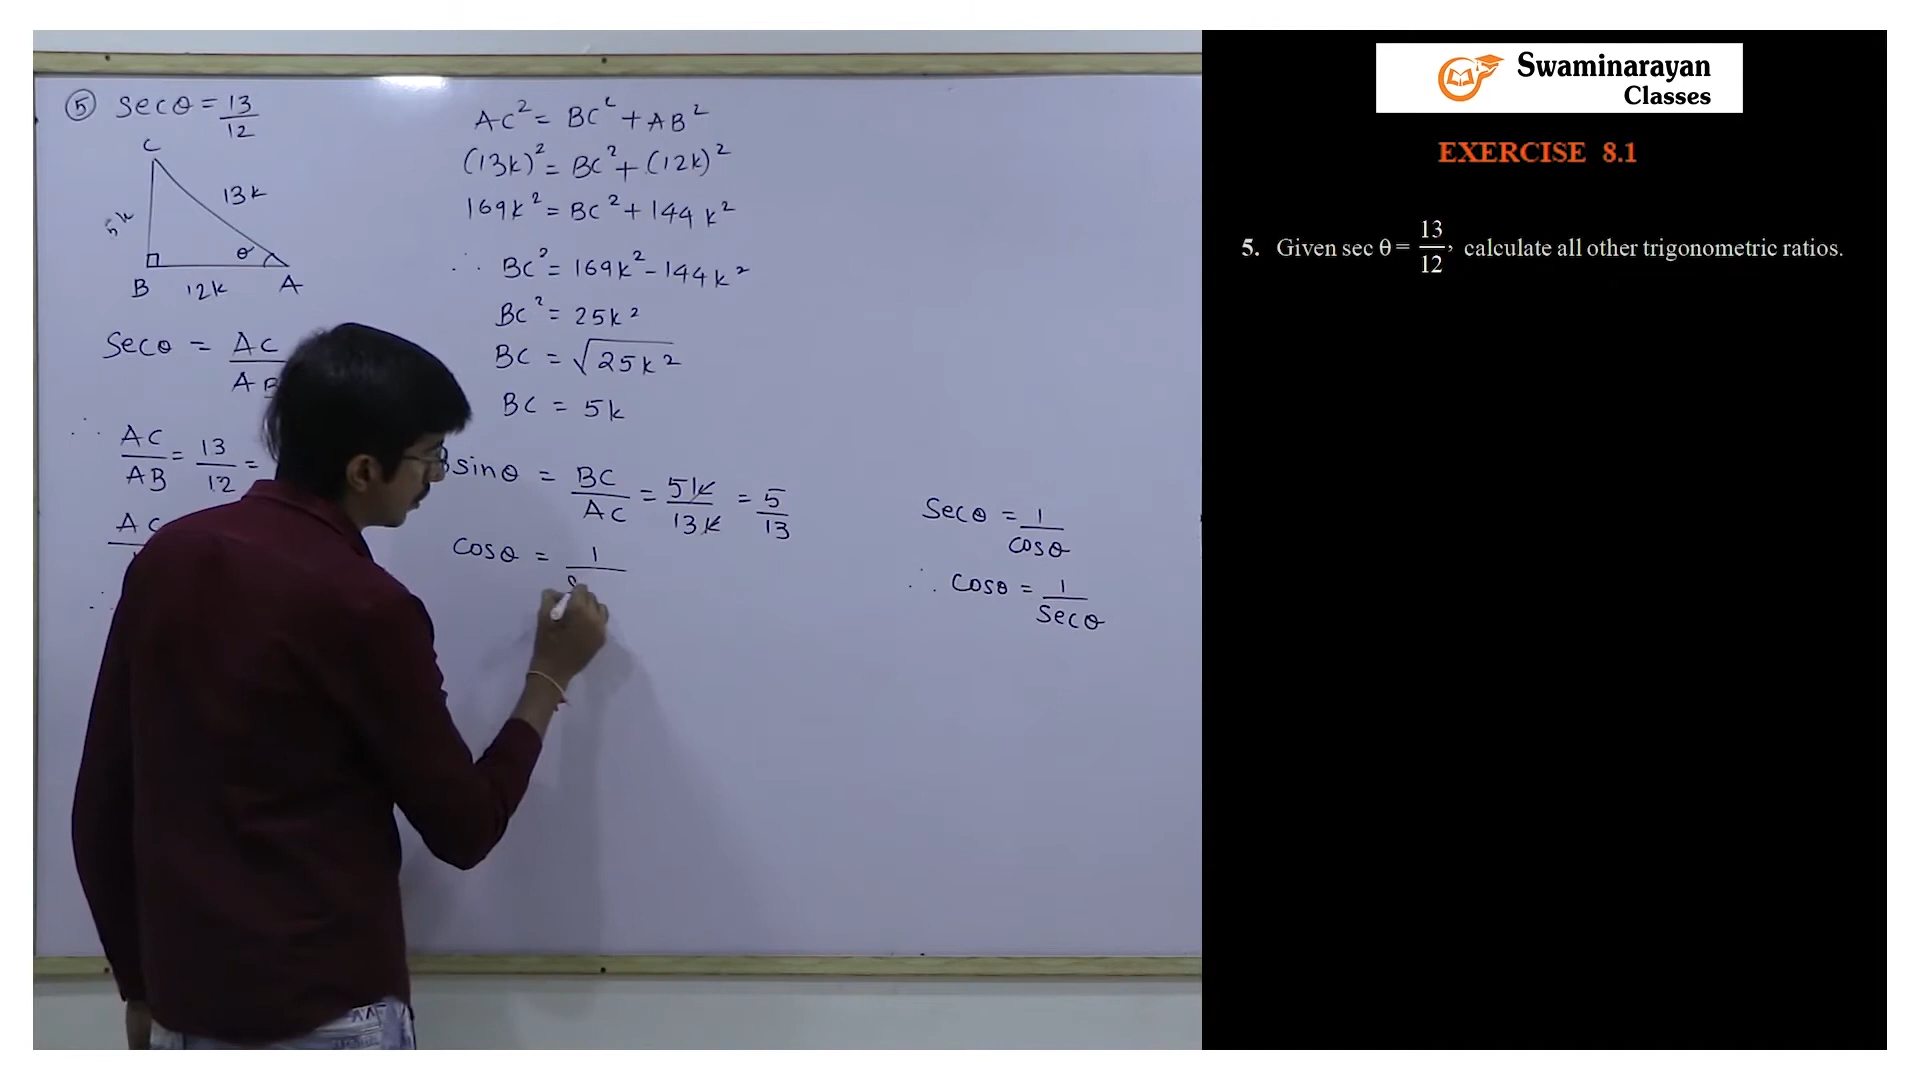 ⑤ secθ = 13/12
C
13k
5k
θ
B 12k A
Secθ = AC/AB
∴ AC/AB = 13/12 =
AC
∴
AC² = BC² + AB²
(13k)² = BC² + (12k)²
169k² = BC² + 144k²
∴ BC² = 169k² - 144k²
BC² = 25k²
BC = √25k²
BC = 5k
sinθ = BC/AC = 5k/13k = 5/13
cosθ = 1/S
Secθ = 1/cosθ
∴ cosθ = 1/secθ
Swaminarayan
Classes
EXERCISE 8.1
5. Given sec θ = 13/12, calculate all other trigonometric ratios.